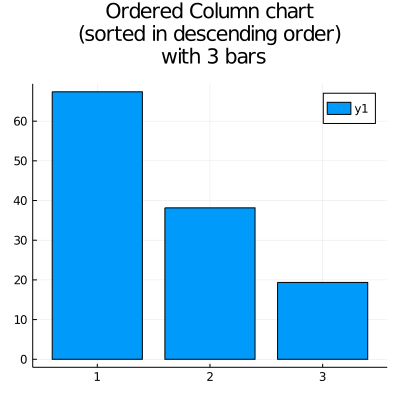 Ordered Column chart
(sorted in descending order)
with 3 bars
y1
60
50
40
30
20
10
0
1 2 3